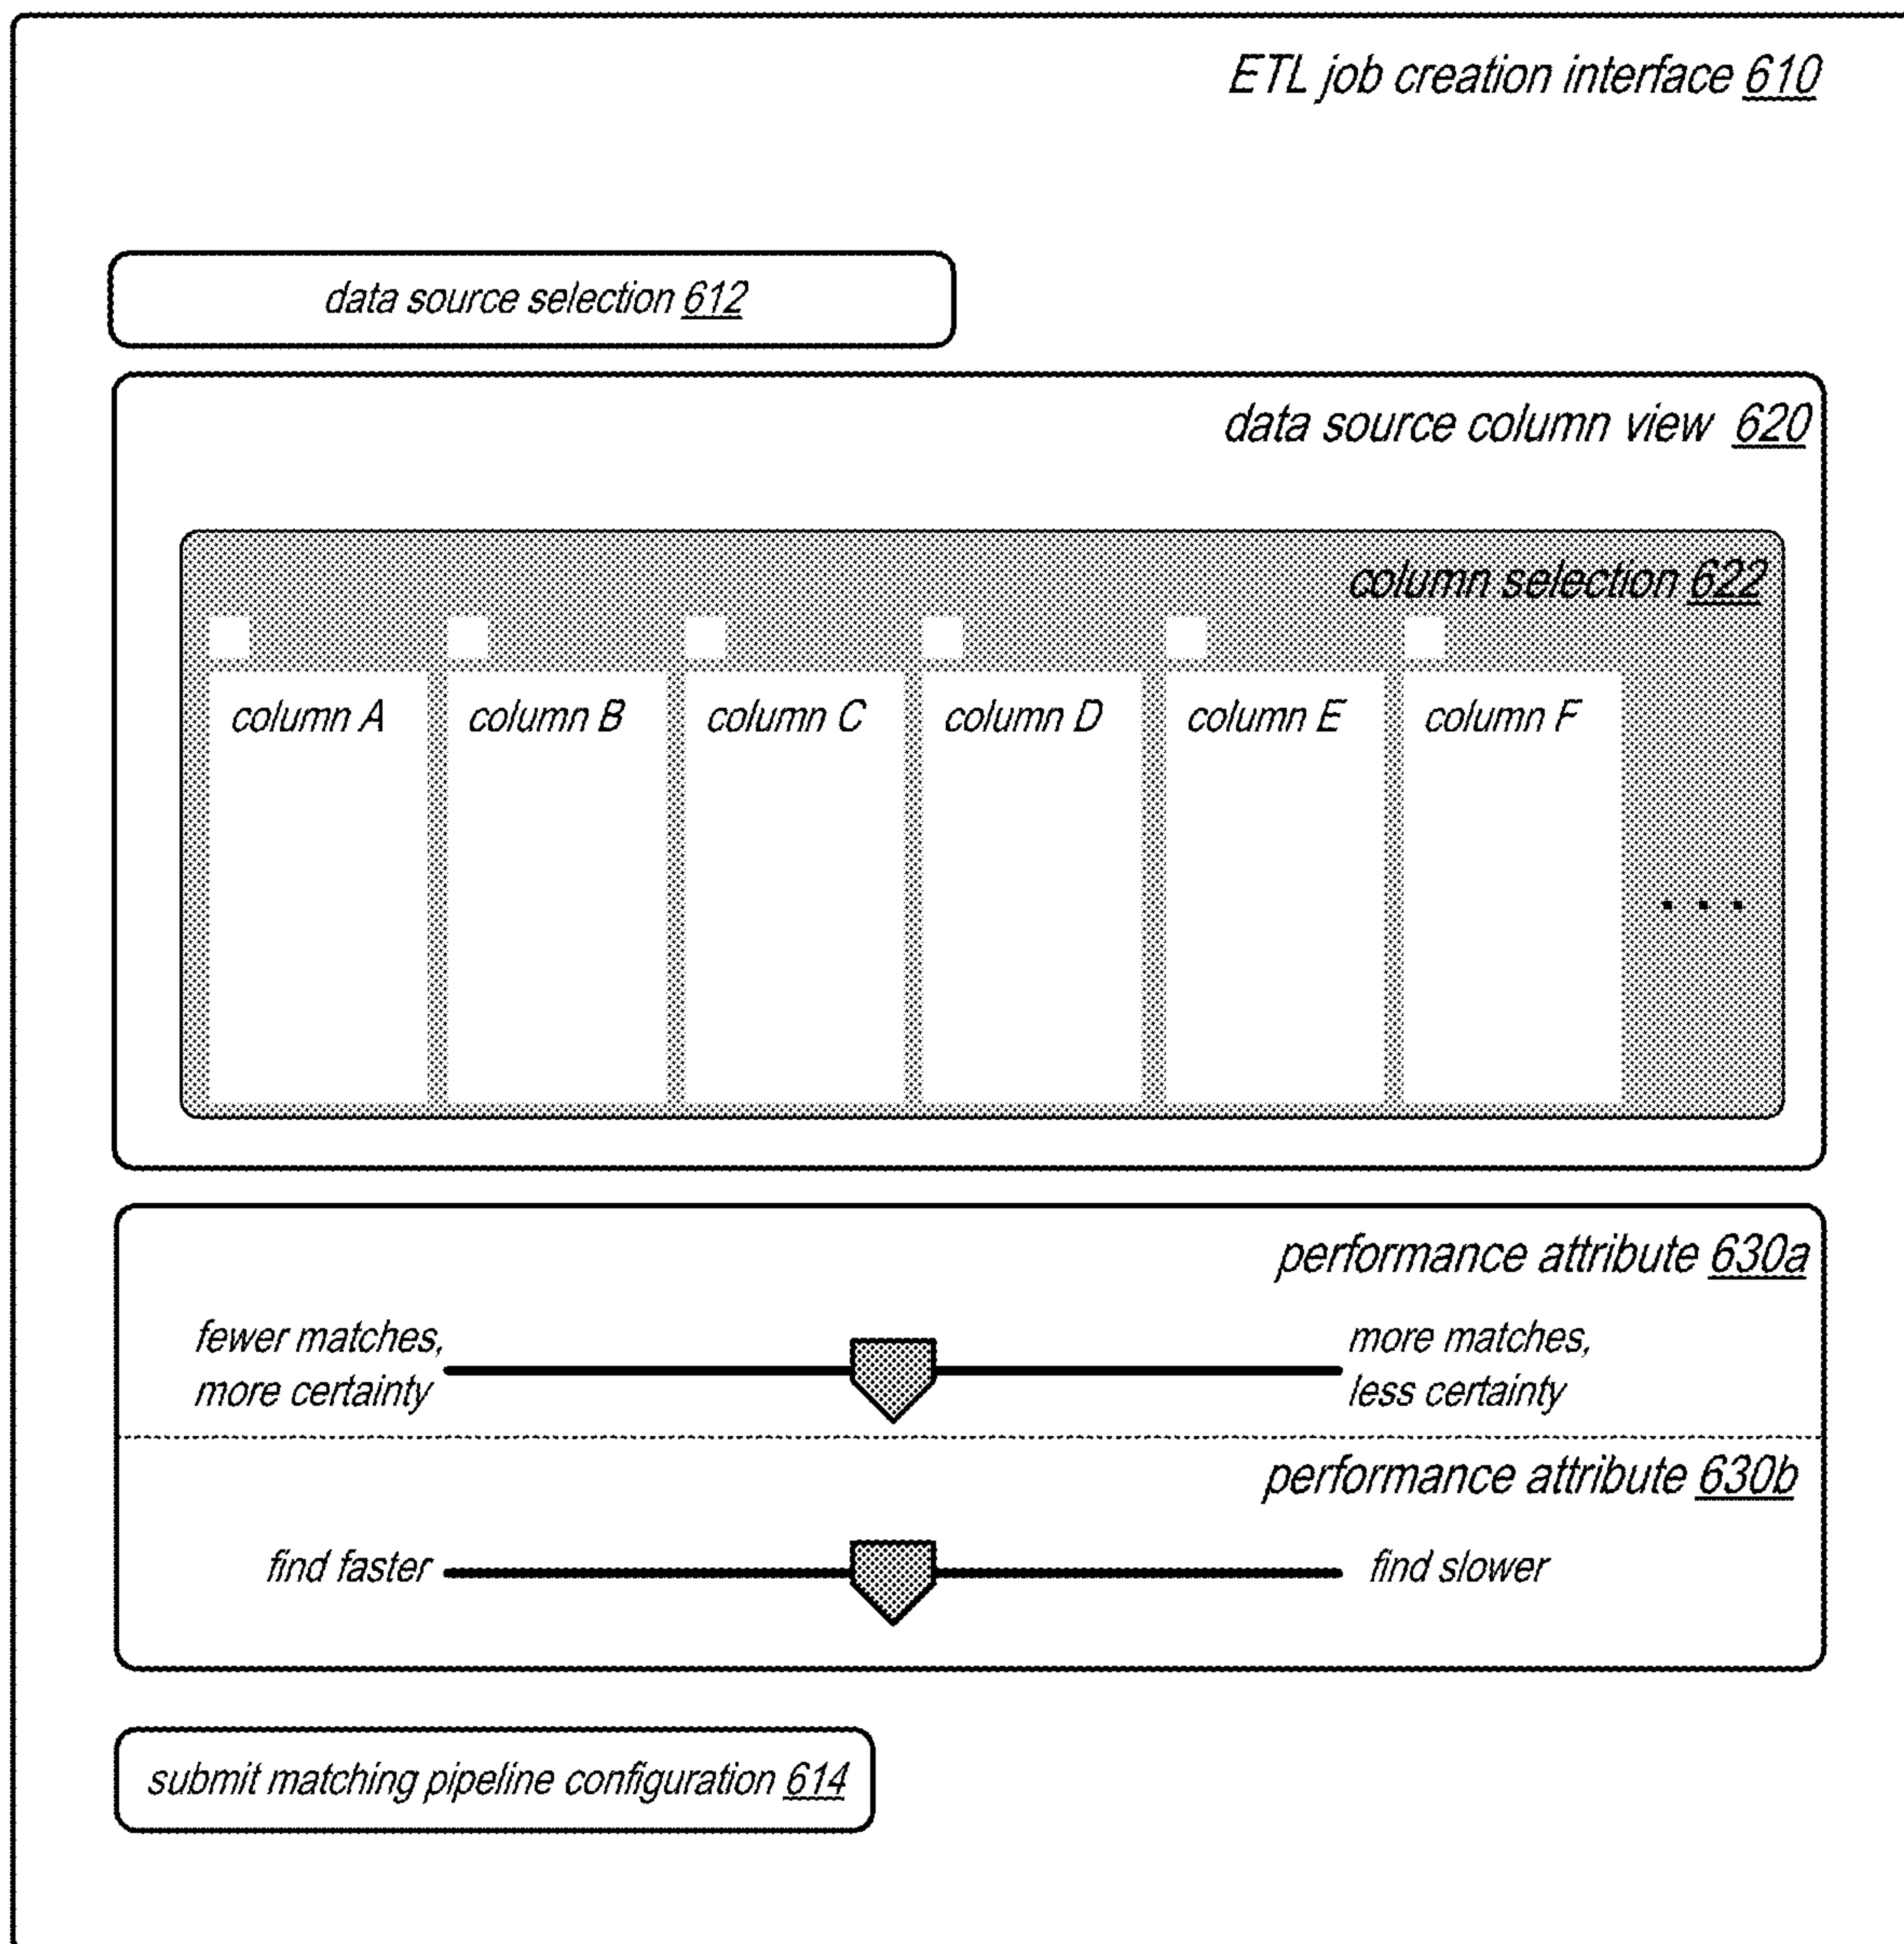 ETL job creation interface 610
data source selection 612
data source column view 620
column selection 622
column A column B column C column D column E column F
. . .
performance attribute 630a
fewer matches, more matches,
more certainty less certainty
performance attribute 630b
find faster find slower
submit matching pipeline configuration 614